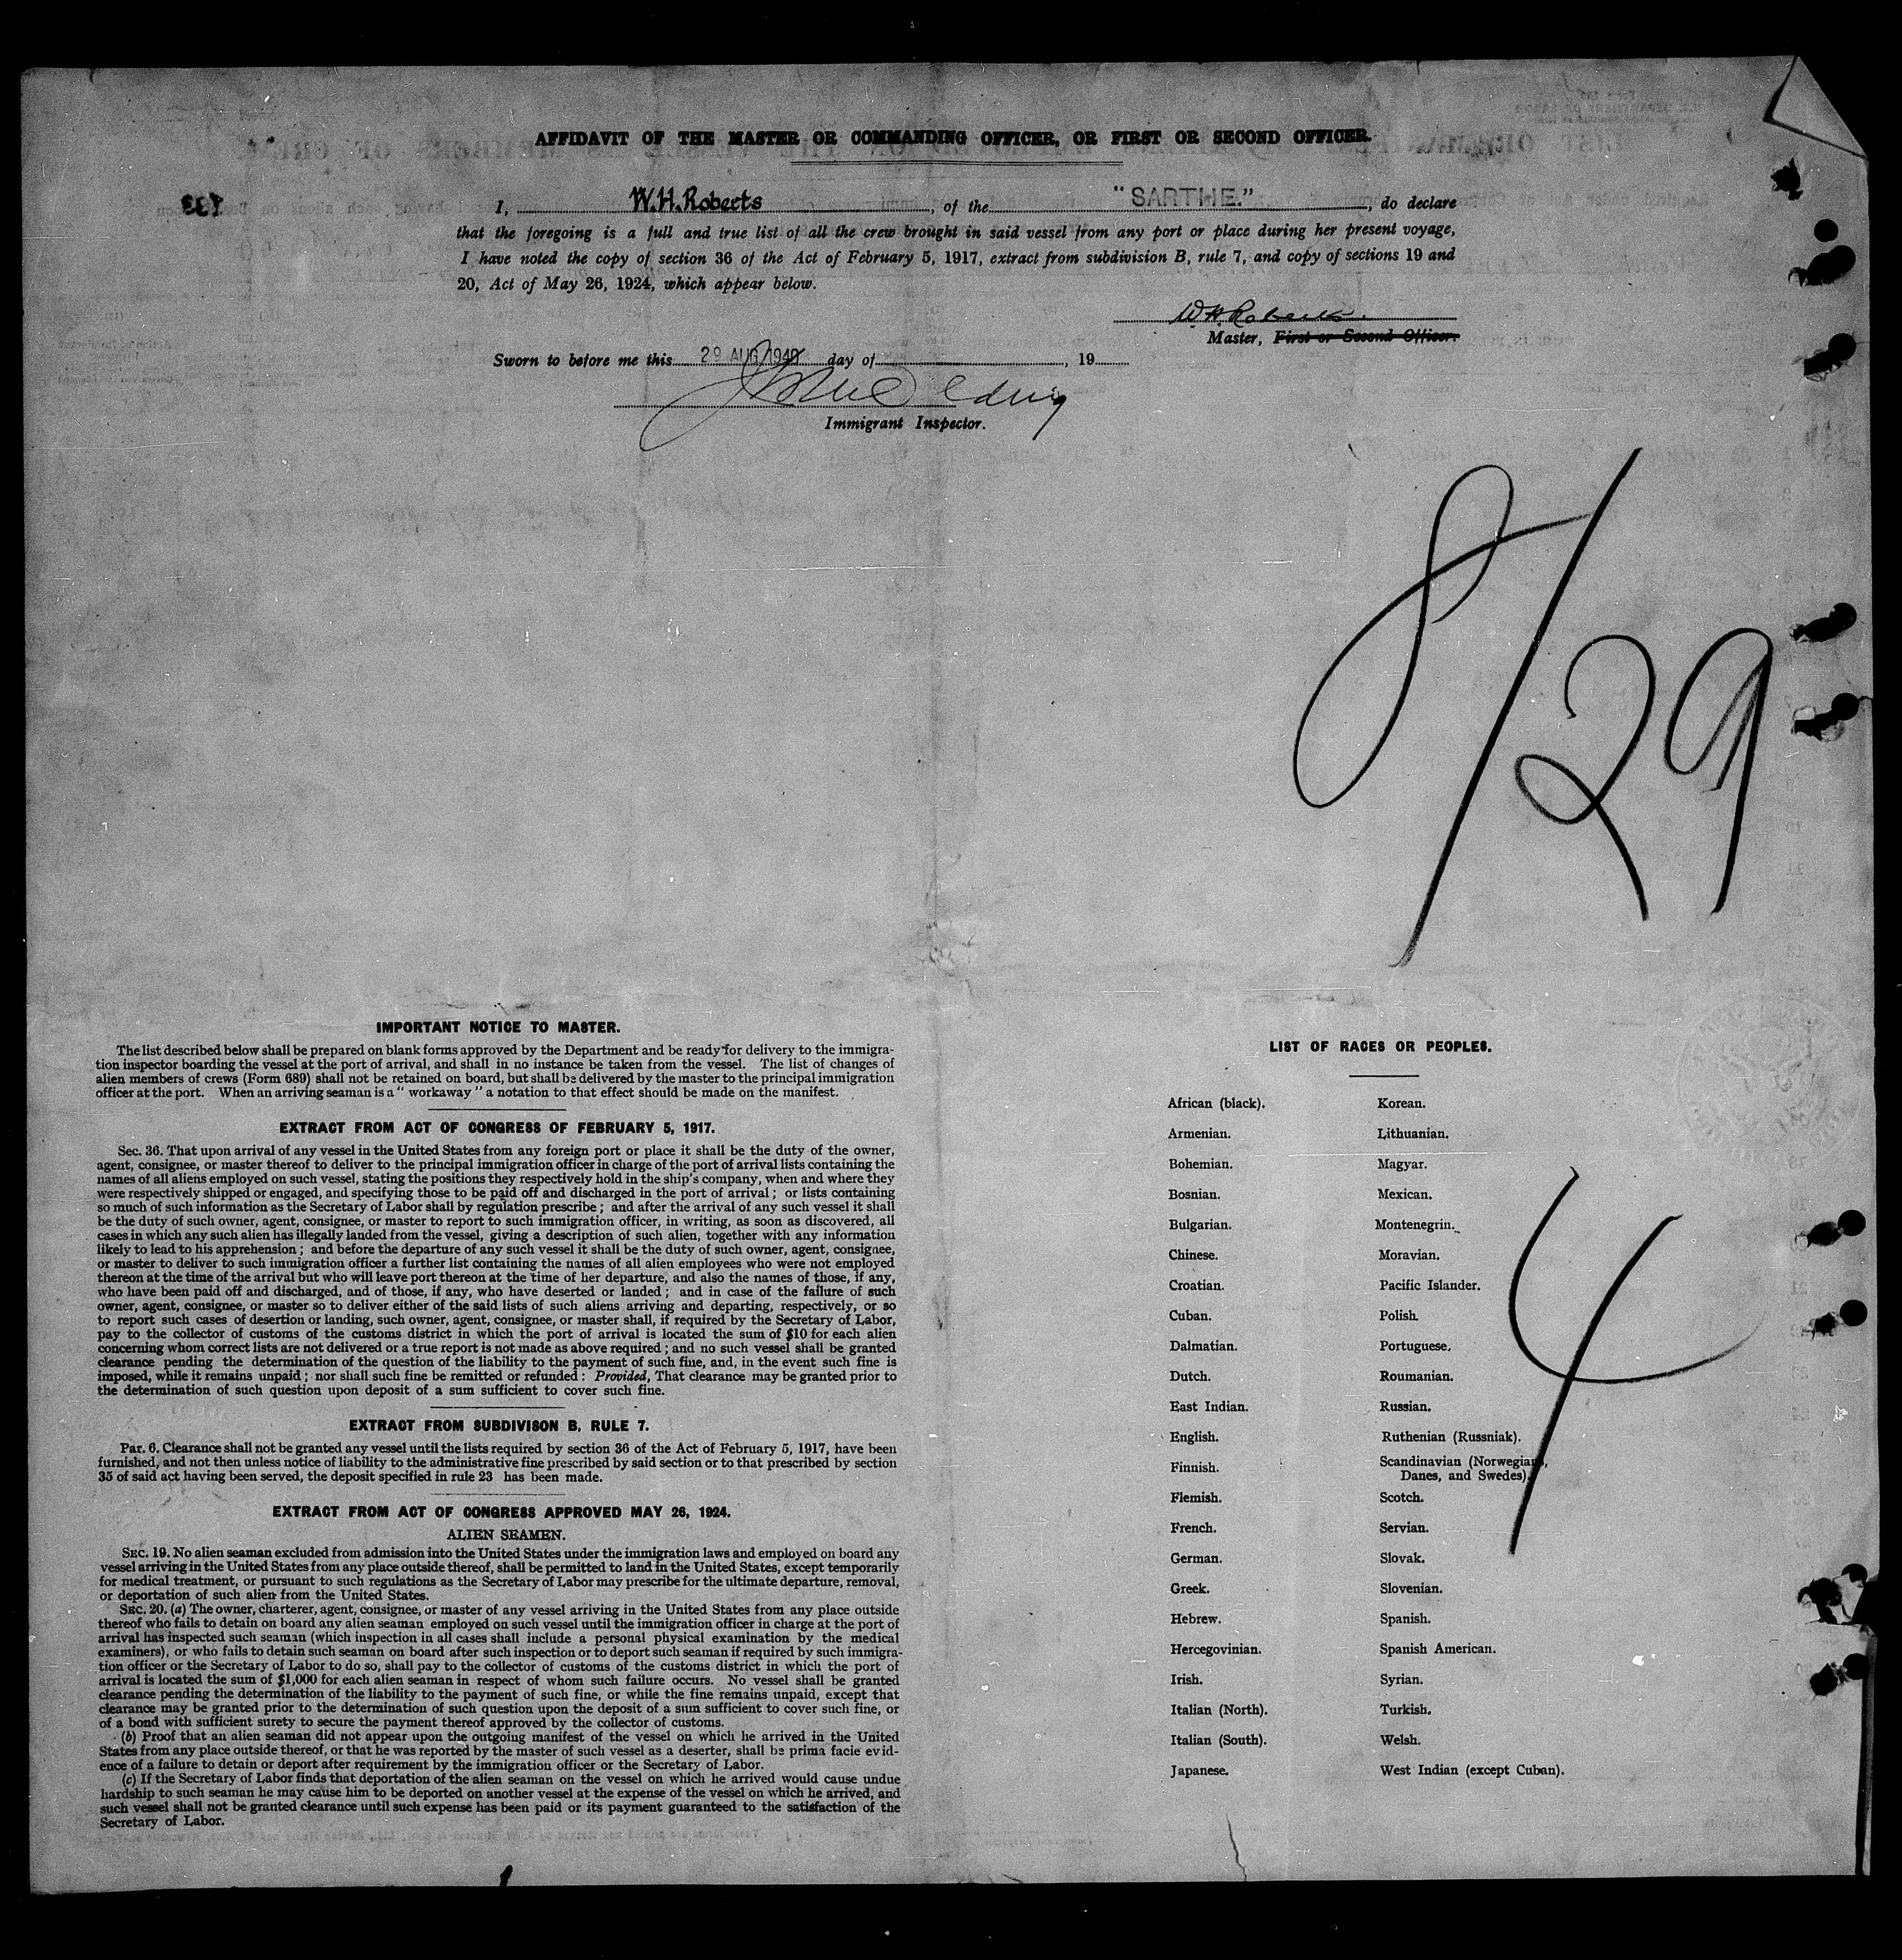 AFFIDAVIT OF THE MASTER OR COMMANDING OFFICER, OR FIRST OR SECOND OFFICER.
I, W.H. Roberts, of the "SARTHE.", do declare
that the foregoing is a full and true list of all the crew brought in said vessel from any port or place during her present voyage,
I have noted the copy of section 36 of the Act of February 5, 1917, extract from subdivision B, rule 7, and copy of sections 19 and
20, Act of May 26, 1924, which appear below.
W.H. Roberts.
Master, First or Second Officer.
Sworn to before me this 29 AUG 1940 day of , 19
Immigrant Inspector.
8/29
IMPORTANT NOTICE TO MASTER.
The list described below shall be prepared on blank forms approved by the Department and be ready for delivery to the immigra-
tion inspector boarding the vessel at the port of arrival, and shall in no instance be taken from the vessel. The list of changes of
alien members of crews (Form 689) shall not be retained on board, but shall be delivered by the master to the principal immigration
officer at the port. When an arriving seaman is a "workaway" a notation to that effect should be made on the manifest.
EXTRACT FROM ACT OF CONGRESS OF FEBRUARY 5, 1917.
Sec. 36. That upon arrival of any vessel in the United States from any foreign port or place it shall be the duty of the owner,
agent, consignee, or master thereof to deliver to the principal immigration officer in charge of the port of arrival lists containing the
names of all aliens employed on such vessel, stating the positions they respectively hold in the ship's company, when and where they
were respectively shipped or engaged, and specifying those to be paid off and discharged in the port of arrival; or lists containing
so much of such information as the Secretary of Labor shall by regulation prescribe; and after the arrival of any such vessel it shall
be the duty of such owner, agent, consignee, or master to report to such immigration officer, in writing, as soon as discovered, all
cases in which any such alien has illegally landed from the vessel, giving a description of such alien, together with any information
likely to lead to his apprehension; and before the departure of any such vessel it shall be the duty of such owner, agent, consignee,
or master to deliver to such immigration officer a further list containing the names of all alien employees who were not employed
thereon at the time of the arrival but who will leave port thereon at the time of her departure, and also the names of those, if any,
who have been paid off and discharged, and of those, if any, who have deserted or landed; and in case of the failure of such
owner, agent, consignee, or master so to deliver either of the said lists of such aliens arriving and departing, respectively, or so
to report such cases of desertion or landing, such owner, agent, consignee, or master shall, if required by the Secretary of Labor,
pay to the collector of customs of the customs district in which the port of arrival is located the sum of $10 for each alien
concerning whom correct lists are not delivered or a true report is not made as above required; and no such vessel shall be granted
clearance pending the determination of the question of the liability to the payment of such fine, and, in the event such fine is
imposed, while it remains unpaid; nor shall such fine be remitted or refunded: Provided, That clearance may be granted prior to
the determination of such question upon deposit of a sum sufficient to cover such fine.
EXTRACT FROM SUBDIVISON B, RULE 7.
Par. 6. Clearance shall not be granted any vessel until the lists required by section 36 of the Act of February 5, 1917, have been
furnished, and not then unless notice of liability to the administrative fine prescribed by said section or to that prescribed by section
35 of said act having been served, the deposit specified in rule 23 has been made.
EXTRACT FROM ACT OF CONGRESS APPROVED MAY 26, 1924.
ALIEN SEAMEN.
SEC. 19. No alien seaman excluded from admission into the United States under the immigration laws and employed on board any
vessel arriving in the United States from any place outside thereof, shall be permitted to land in the United States, except temporarily
for medical treatment, or pursuant to such regulations as the Secretary of Labor may prescribe for the ultimate departure, removal,
or deportation of such alien from the United States.
SEC. 20. (a) The owner, charterer, agent, consignee, or master of any vessel arriving in the United States from any place outside
thereof who fails to detain on board any alien seaman employed on such vessel until the immigration officer in charge at the port of
arrival has inspected such seaman (which inspection in all cases shall include a personal physical examination by the medical
examiners), or who fails to detain such seaman on board after such inspection or to deport such seaman if required by such immigra-
tion officer or the Secretary of Labor to do so, shall pay to the collector of customs of the customs district in which the port of
arrival is located the sum of $1,000 for each alien seaman in respect of whom such failure occurs. No vessel shall be granted
clearance pending the determination of the liability to the payment of such fine, or while the fine remains unpaid, except that
clearance may be granted prior to the determination of such question upon the deposit of a sum sufficient to cover such fine, or
of a bond with sufficient surety to secure the payment thereof approved by the collector of customs.
(b) Proof that an alien seaman did not appear upon the outgoing manifest of the vessel on which he arrived in the United
States from any place outside thereof, or that he was reported by the master of such vessel as a deserter, shall be prima facie evid-
ence of a failure to detain or deport after requirement by the immigration officer or the Secretary of Labor.
(c) If the Secretary of Labor finds that deportation of the alien seaman on the vessel on which he arrived would cause undue
hardship to such seaman he may cause him to be deported on another vessel at the expense of the vessel on which he arrived, and
such vessel shall not be granted clearance until such expense has been paid or its payment guaranteed to the satisfaction of the
Secretary of Labor.
LIST OF RACES OR PEOPLES.
African (black).
Armenian.
Bohemian.
Bosnian.
Bulgarian.
Chinese.
Croatian.
Cuban.
Dalmatian.
Dutch.
East Indian.
English.
Finnish.
Flemish.
French.
German.
Greek.
Hebrew.
Hercegovinian.
Irish.
Italian (North).
Italian (South).
Japanese.
Korean.
Lithuanian.
Magyar.
Mexican.
Montenegrin.
Moravian.
Pacific Islander.
Polish.
Portuguese.
Roumanian.
Russian.
Ruthenian (Russniak).
Scandinavian (Norwegians,
Danes, and Swedes).
Scotch.
Servian.
Slovak.
Slovenian.
Spanish.
Spanish American.
Syrian.
Turkish.
Welsh.
West Indian (except Cuban).
4